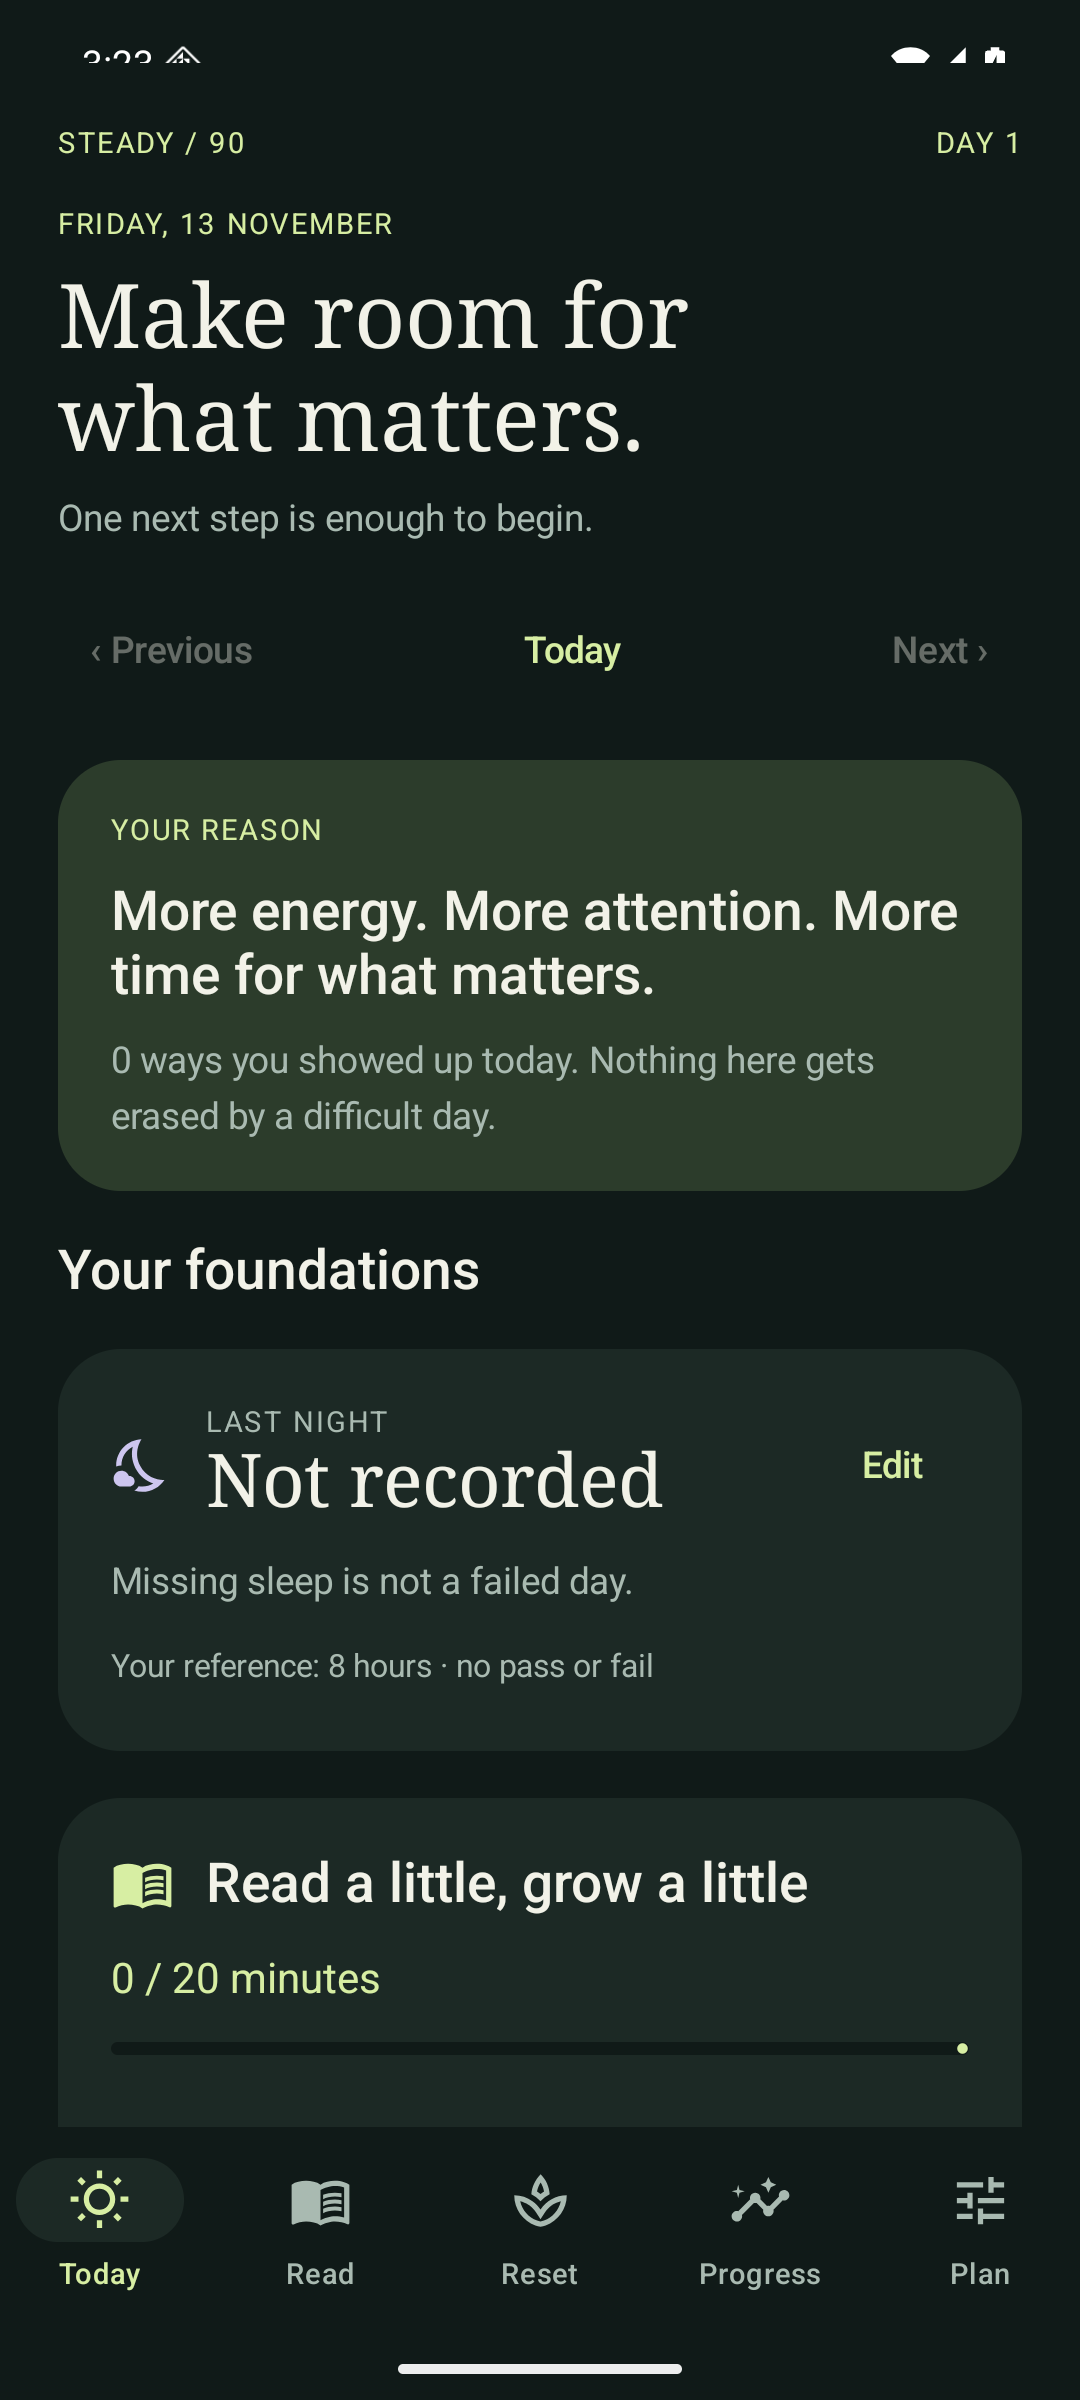 3:23
STEADY / 90
DAY 1
FRIDAY, 13 NOVEMBER
Make room for
what matters.
One next step is enough to begin.
‹ Previous
Today
Next ›
YOUR REASON
More energy. More attention. More
time for what matters.
0 ways you showed up today. Nothing here gets
erased by a difficult day.
Your foundations
LAST NIGHT
Not recorded
Edit
Missing sleep is not a failed day.
Your reference: 8 hours · no pass or fail
Read a little, grow a little
0 / 20 minutes
Today
Read
Reset
Progress
Plan